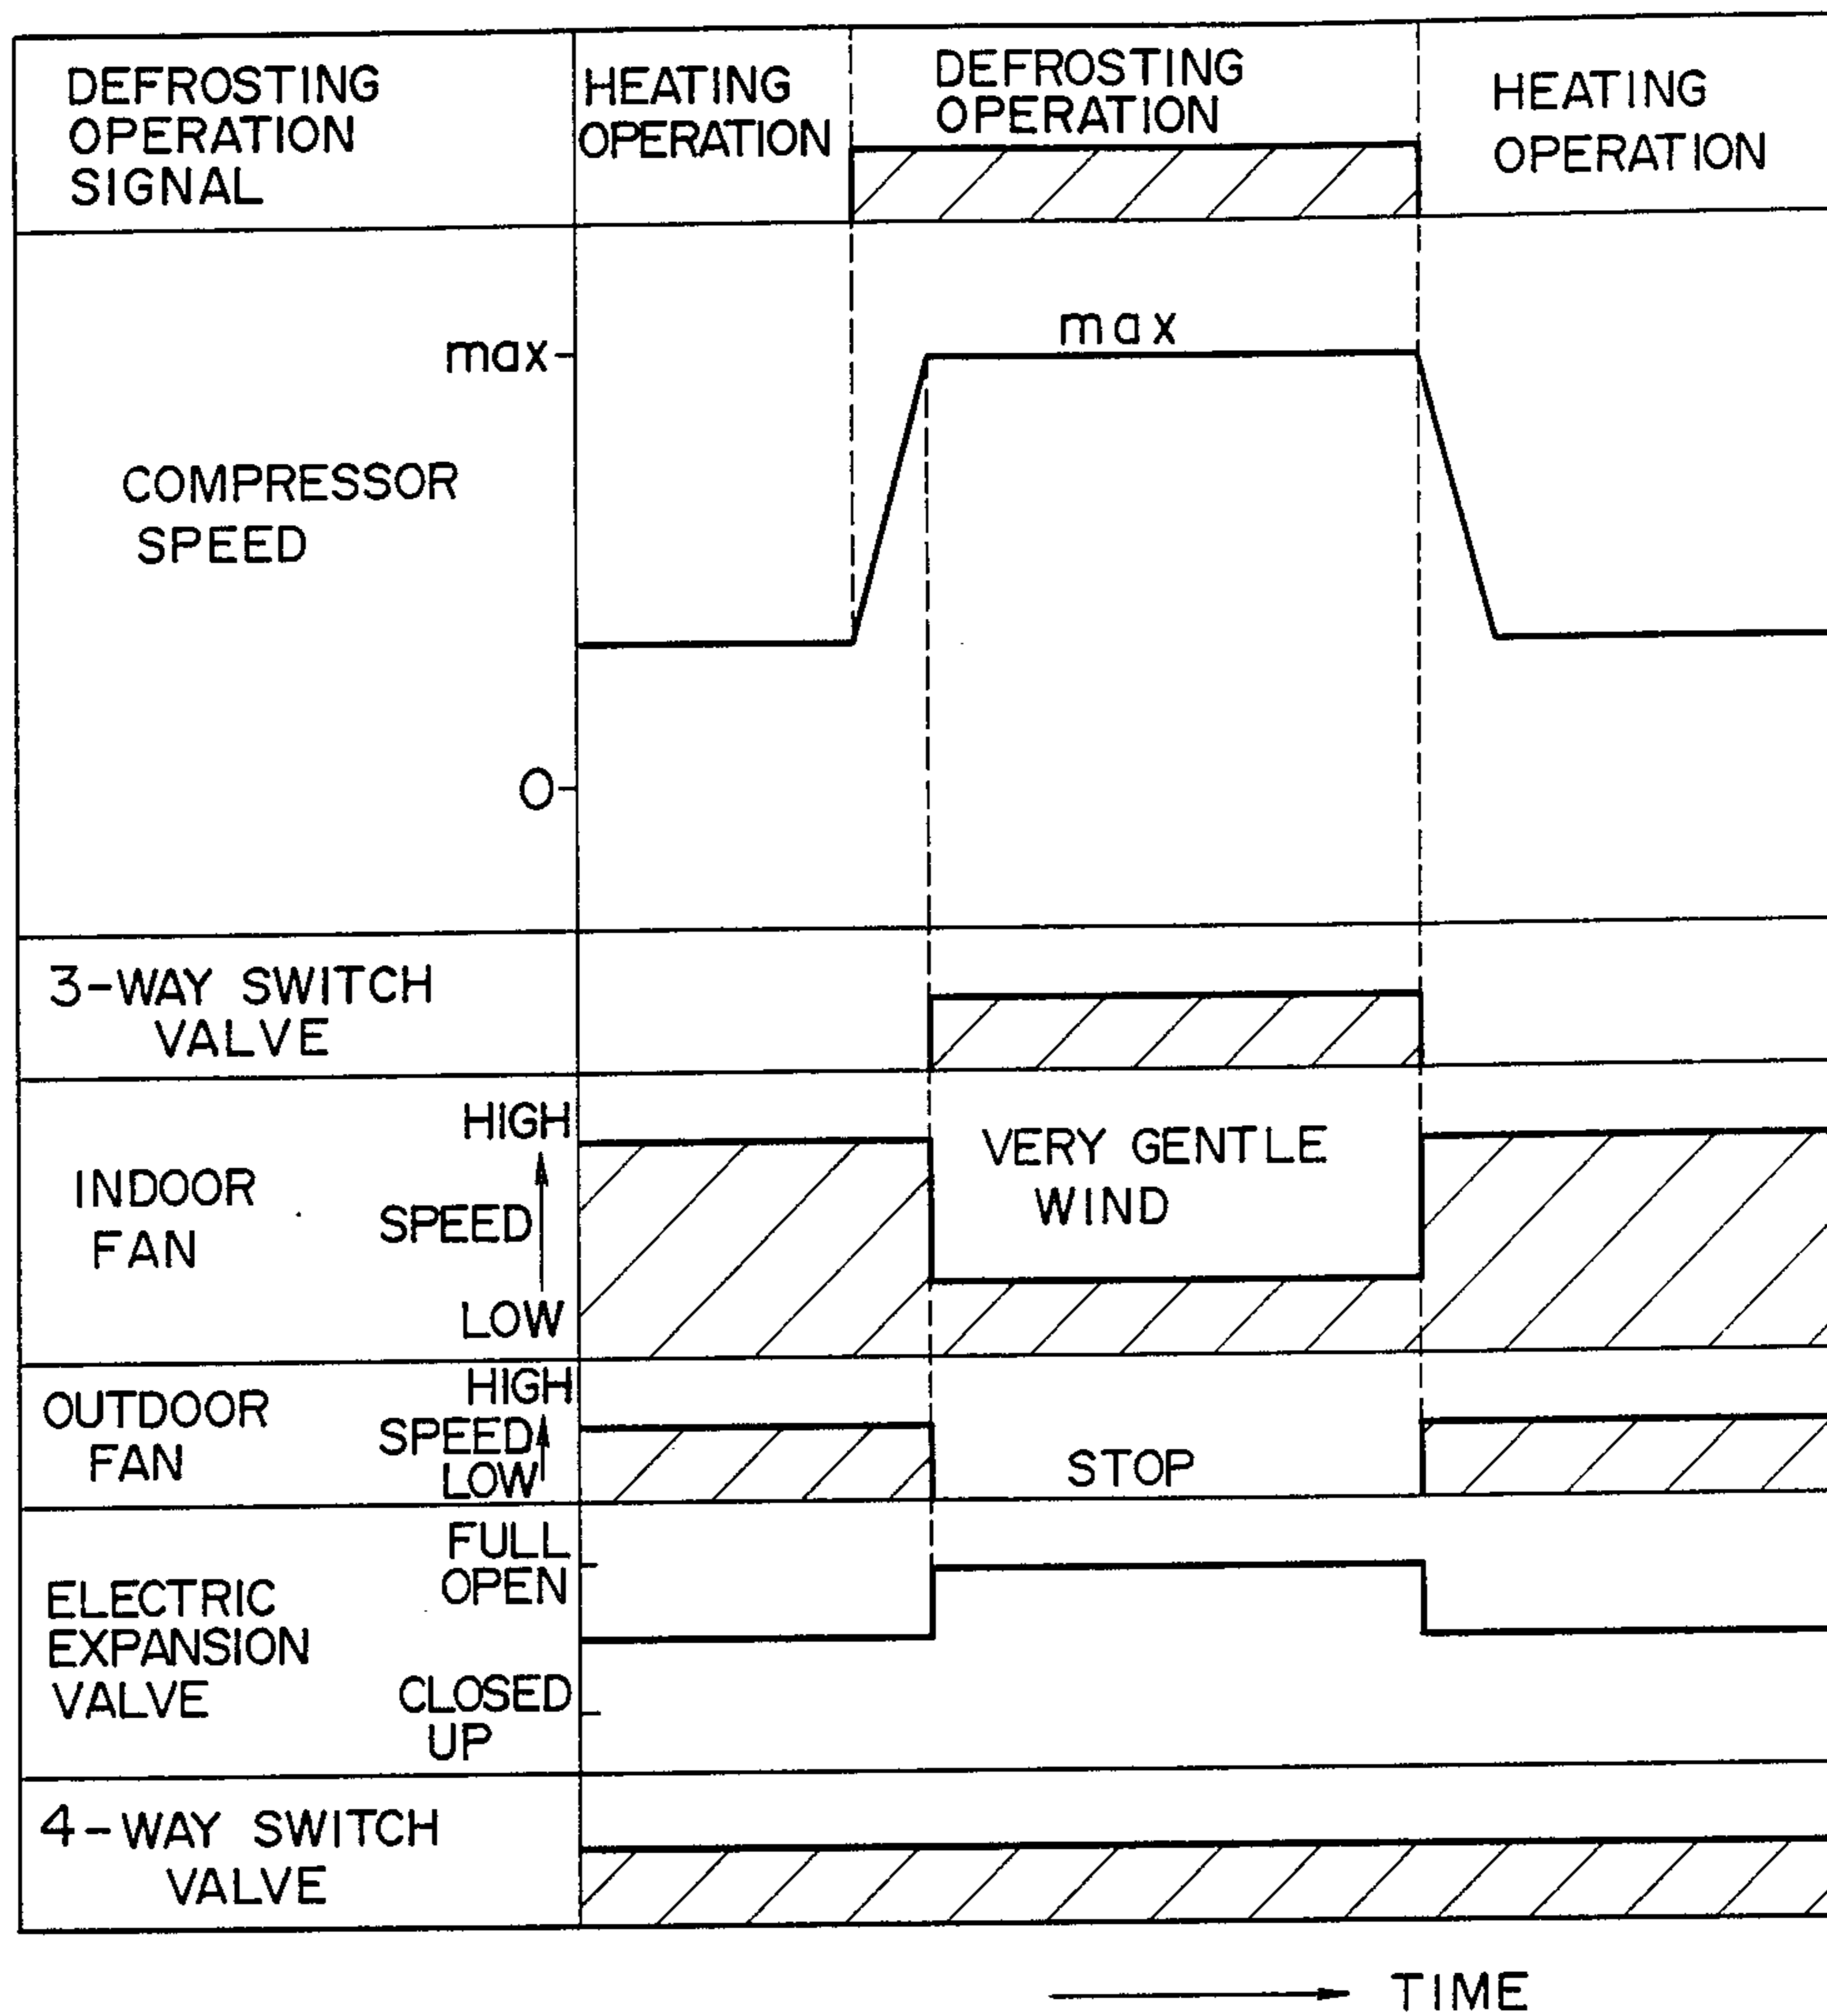 DEFROSTING
OPERATION
SIGNAL
HEATING
OPERATION
DEFROSTING
OPERATION
HEATING
OPERATION
COMPRESSOR
SPEED
max
0
max
3-WAY SWITCH
VALVE
INDOOR
FAN
HIGH
SPEED
LOW
VERY GENTLE
WIND
OUTDOOR
FAN
HIGH
SPEED
LOW
STOP
ELECTRIC
EXPANSION
VALVE
FULL
OPEN
CLOSED
UP
4-WAY SWITCH
VALVE
TIME